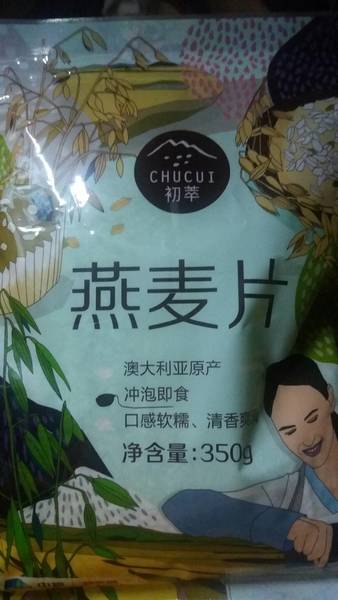 CHUCUI
初萃
燕麦片
澳大利亚原产
冲泡即食
口感软糯、清香爽
净含量:350g